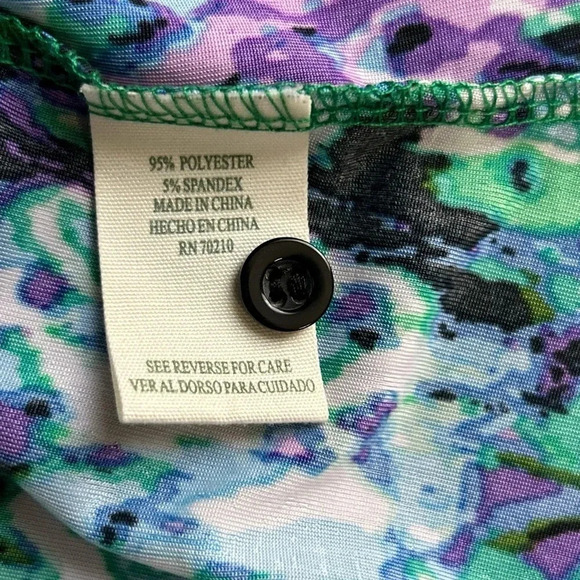 95% POLYESTER
5% SPANDEX
MADE IN CHINA
HECHO EN CHINA
RN 70210
SEE REVERSE FOR CARE
VER AL DORSO PARA CUIDADO